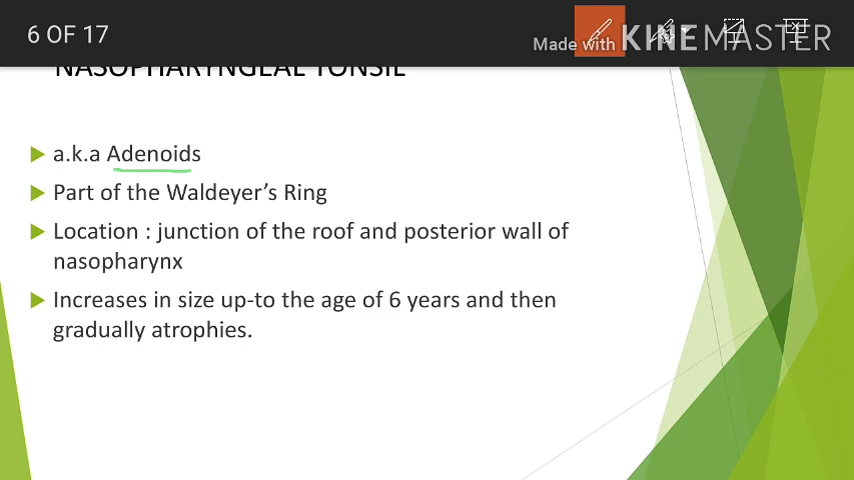 6 OF 17
Made with KINEMASTER
NASOPHARYNGEAL TONSIL
a.k.a Adenoids
Part of the Waldeyer's Ring
Location : junction of the roof and posterior wall of
nasopharynx
Increases in size up-to the age of 6 years and then
gradually atrophies.